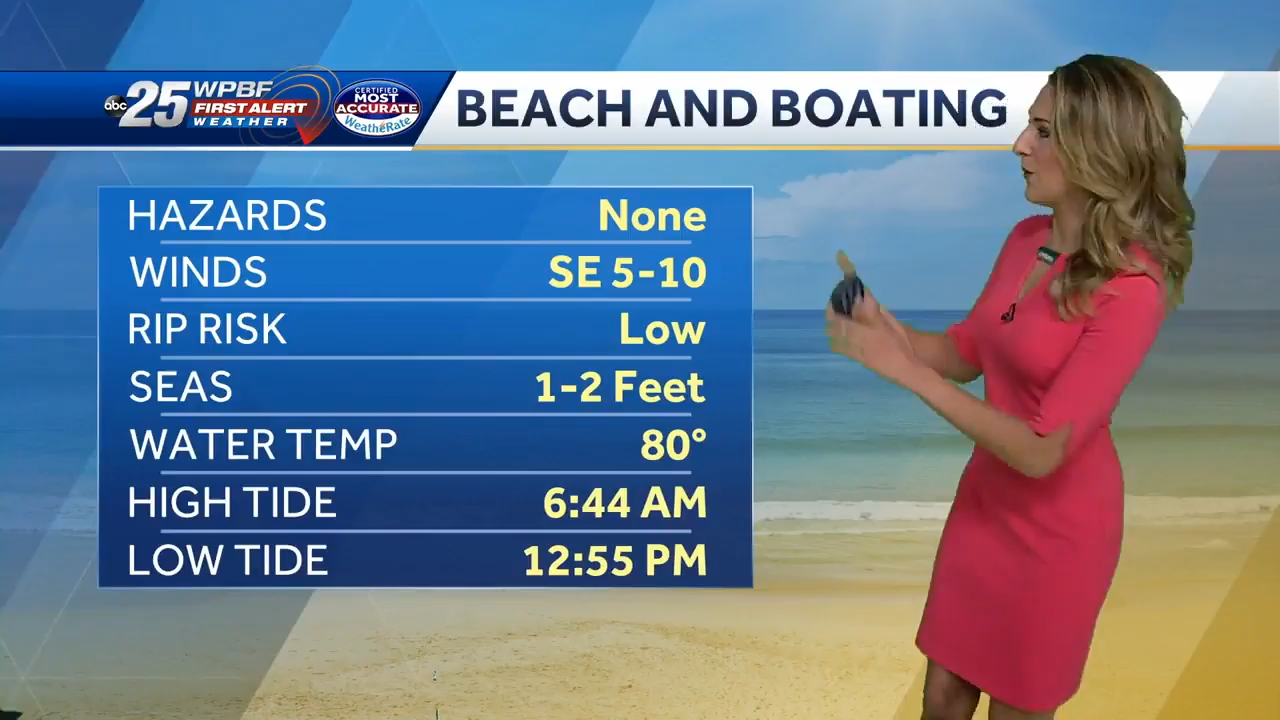 abc 25 WPBF
FIRST ALERT
WEATHER
CERTIFIED
MOST
ACCURATE
WeatheRate
BEACH AND BOATING
HAZARDS None
WINDS SE 5-10
RIP RISK Low
SEAS 1-2 Feet
WATER TEMP 80°
HIGH TIDE 6:44 AM
LOW TIDE 12:55 PM